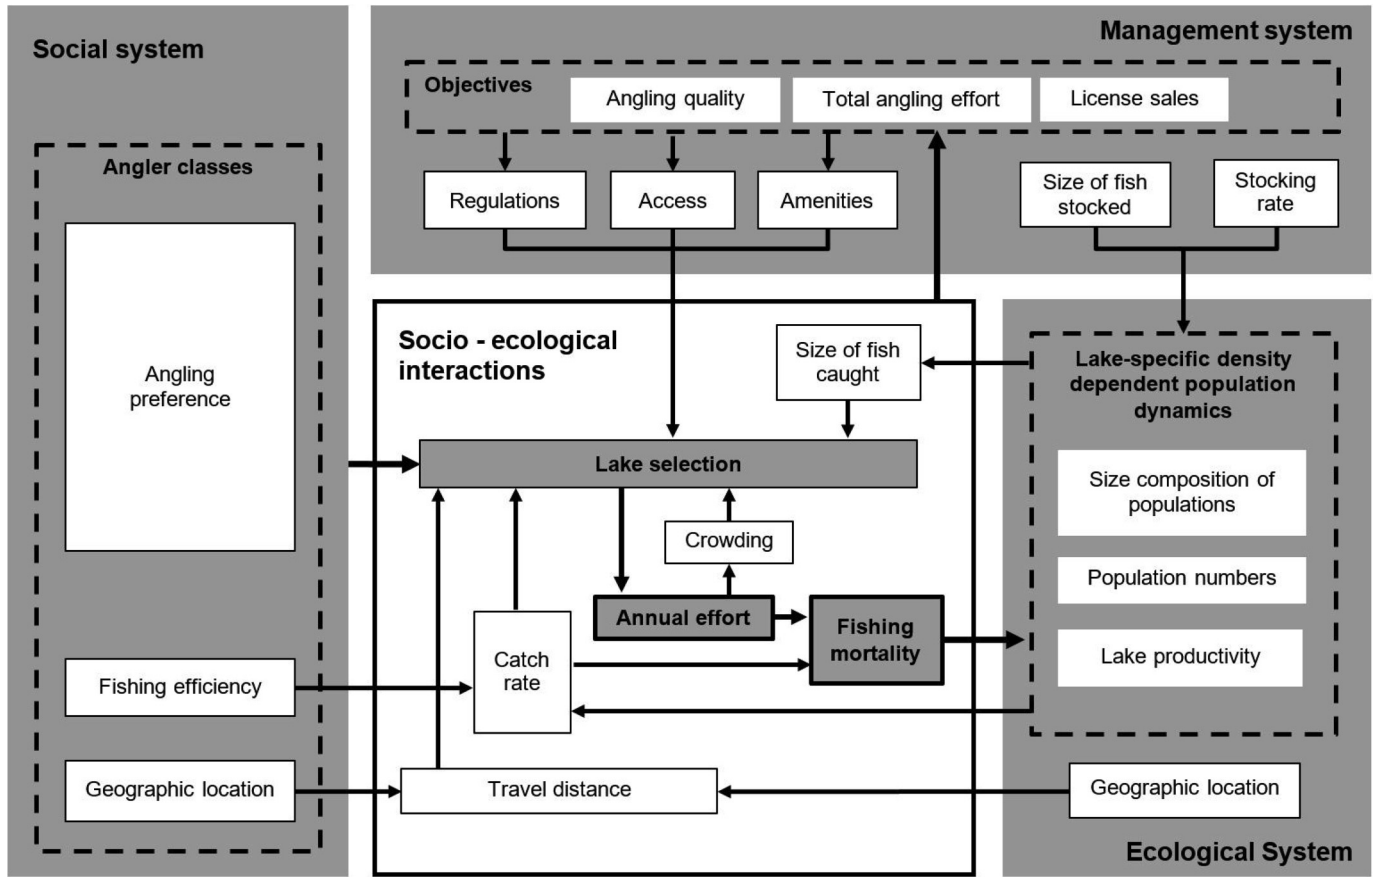 Social system
Management system
Objectives
Angling quality
Total angling effort
License sales
Angler classes
Regulations
Access
Amenities
Size of fish
stocked
Stocking
rate
Angling
preference
Socio - ecological
interactions
Size of fish
caught
Lake-specific density
dependent population
dynamics
Lake selection
Size composition of
populations
Crowding
Population numbers
Annual effort
Fishing
mortality
Catch
rate
Lake productivity
Fishing efficiency
Geographic location
Travel distance
Geographic location
Ecological System